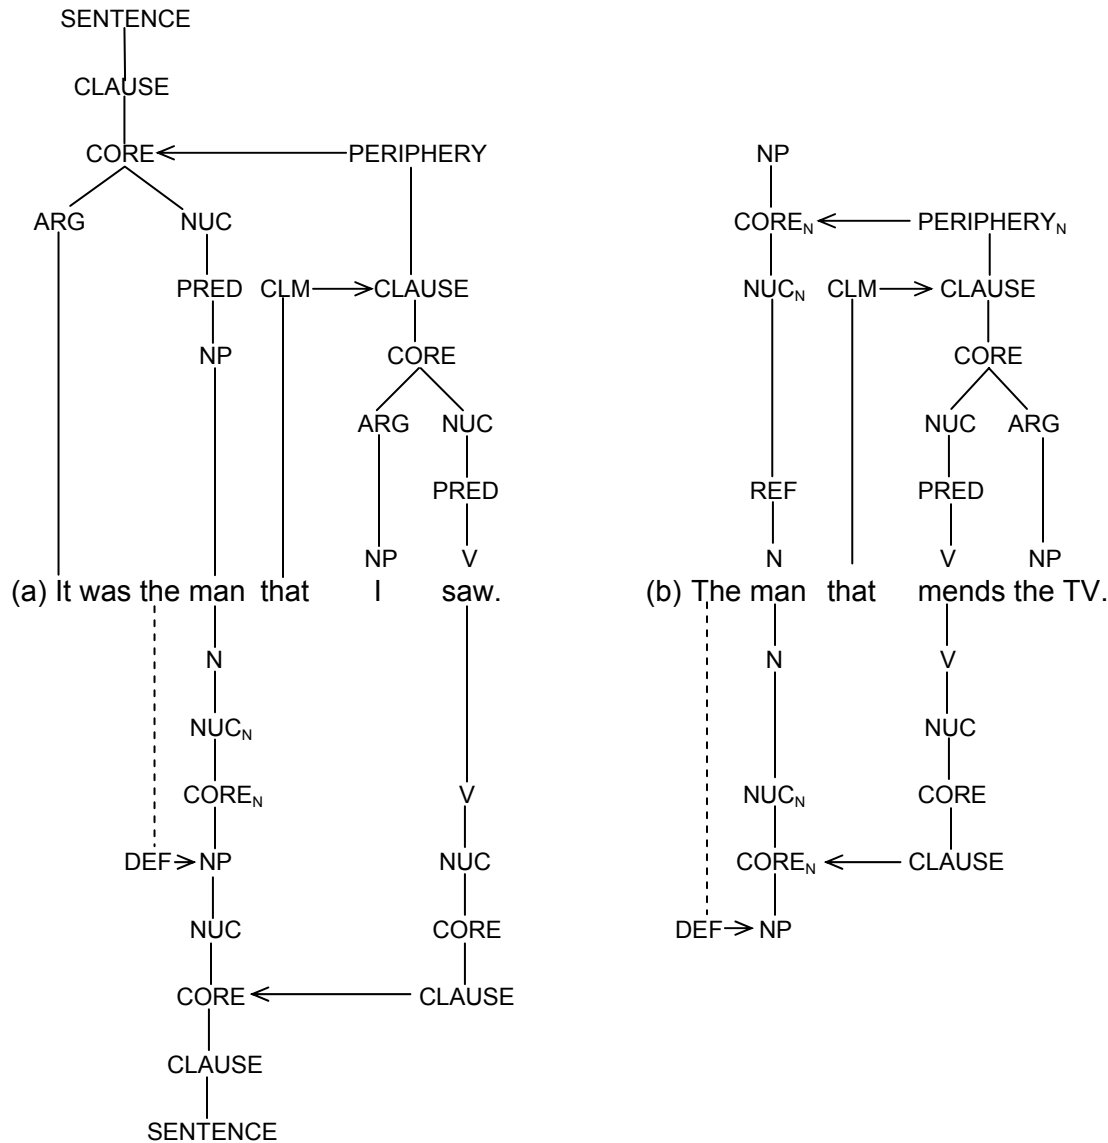 SENTENCE
CLAUSE
CORE PERIPHERY NP
ARG NUC CORE_N PERIPHERY_N
PRED CLM CLAUSE NUC_N CLM CLAUSE
NP CORE CORE
ARG NUC NUC ARG
PRED REF PRED
NP V N V NP
(a) It was the man that I saw. (b) The man that mends the TV.
N N V
NUC_N NUC
CORE_N V NUC_N CORE
DEF NP NUC CORE_N CLAUSE
NUC CORE DEF NP
CORE CLAUSE
CLAUSE
SENTENCE